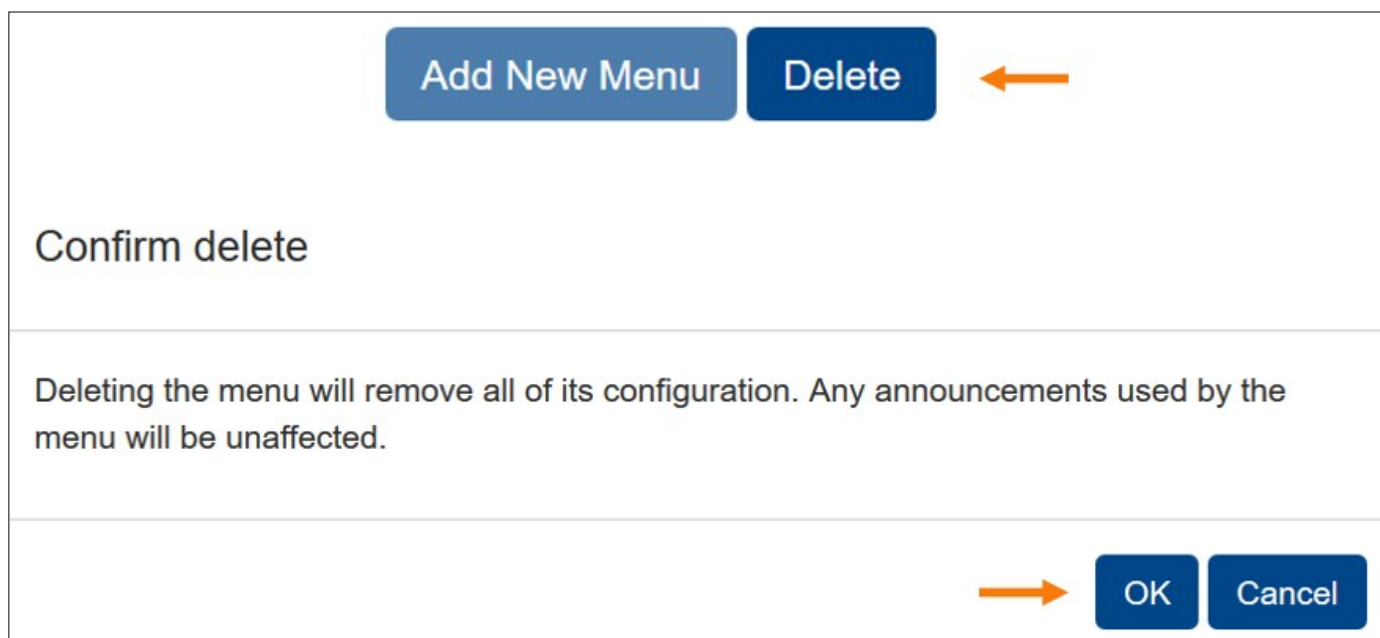 Add New Menu Delete
Confirm delete
Deleting the menu will remove all of its configuration. Any announcements used by the
menu will be unaffected.
OK Cancel